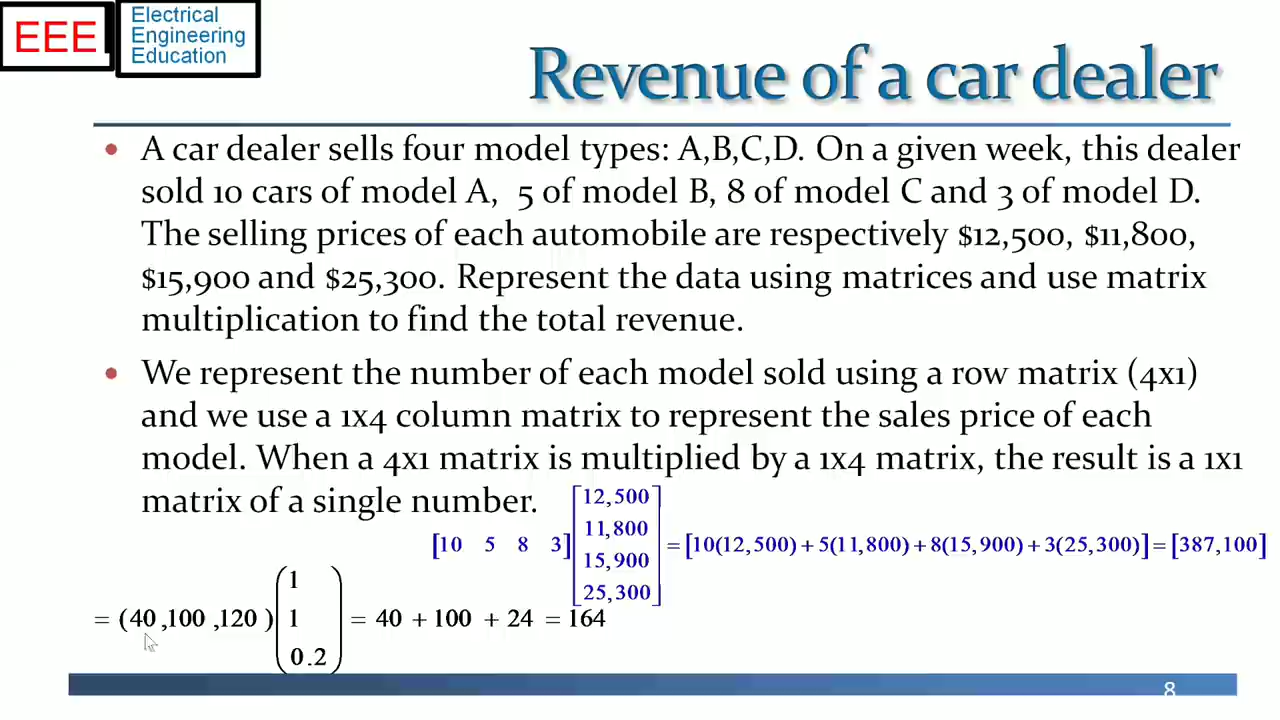 EEE
Electrical
Engineering
Education
Revenue of a car dealer
• A car dealer sells four model types: A,B,C,D. On a given week, this dealer
sold 10 cars of model A, 5 of model B, 8 of model C and 3 of model D.
The selling prices of each automobile are respectively $12,500, $11,800,
$15,900 and $25,300. Represent the data using matrices and use matrix
multiplication to find the total revenue.
• We represent the number of each model sold using a row matrix (4x1)
and we use a 1x4 column matrix to represent the sales price of each
model. When a 4x1 matrix is multiplied by a 1x4 matrix, the result is a 1x1
matrix of a single number.
12,500
11,800
[10 5 8 3] = [10(12,500)+5(11,800)+8(15,900)+3(25,300)] = [387,100]
15,900
25,300
1
= (40 ,100 ,120 ) 1 = 40 + 100 + 24 = 164
0.2
8